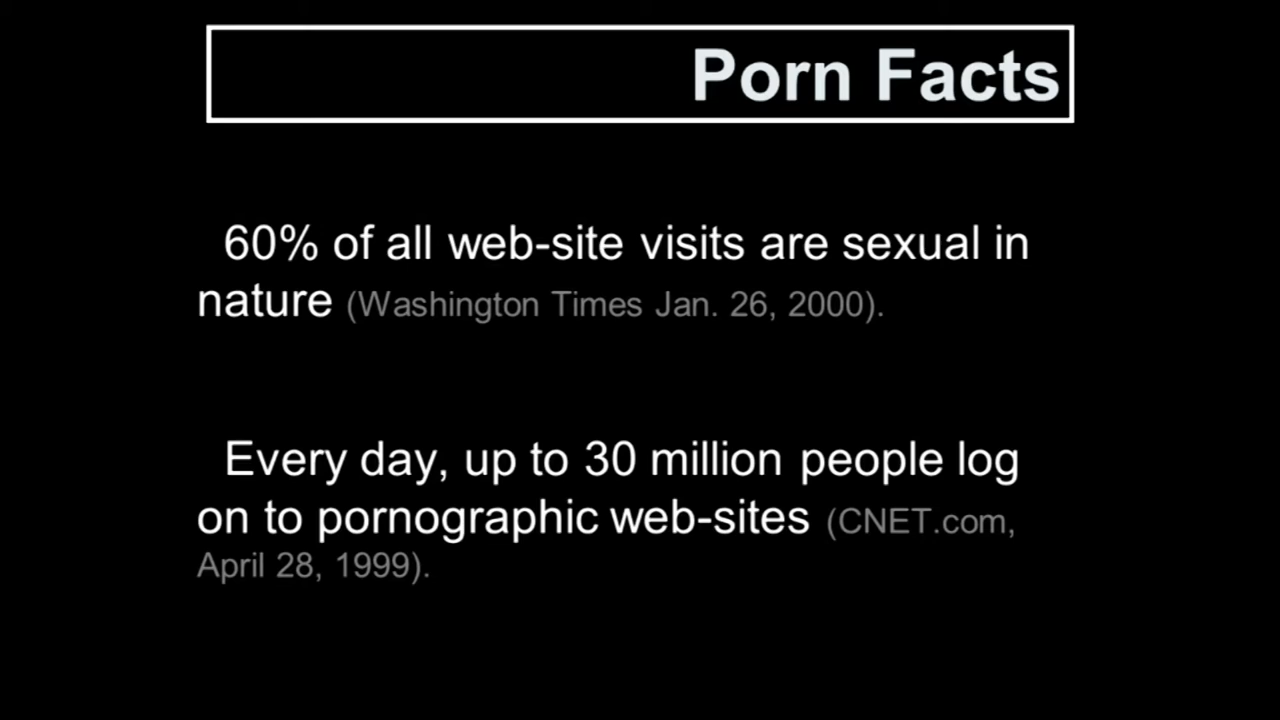 Porn Facts
60% of all web-site visits are sexual in
nature (Washington Times Jan. 26, 2000).
Every day, up to 30 million people log
on to pornographic web-sites (CNET.com,
April 28, 1999).